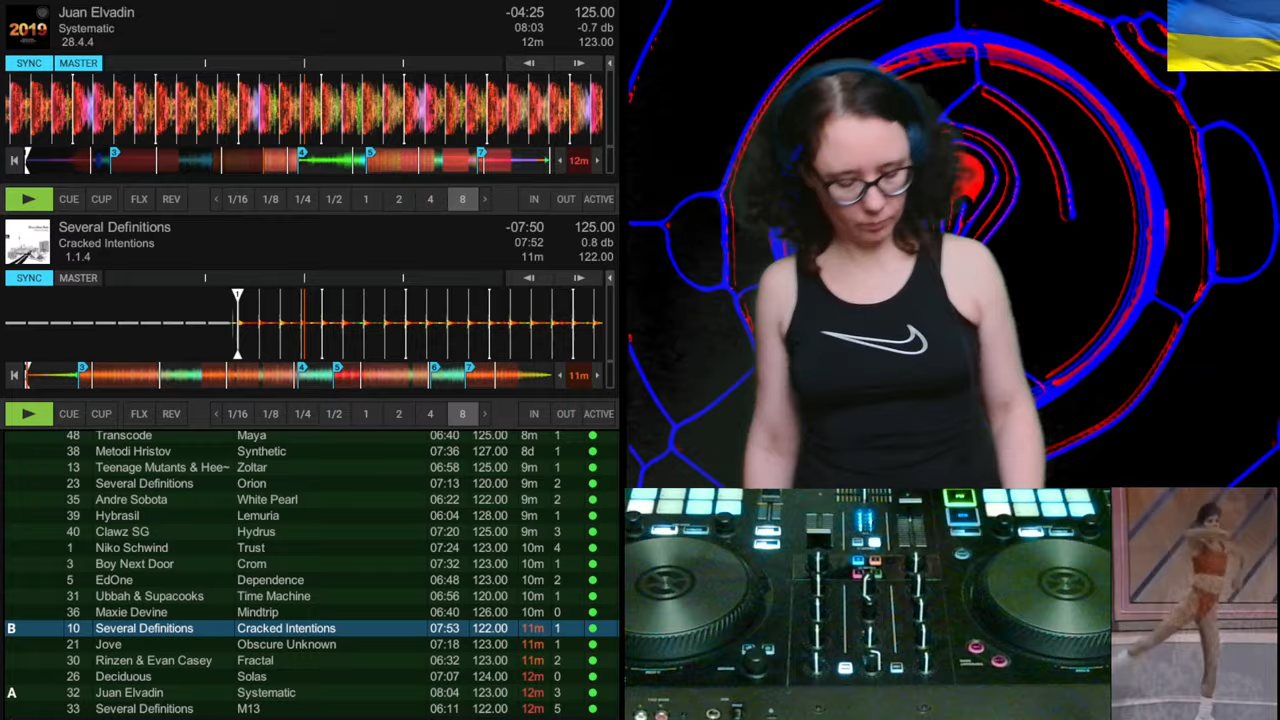 2019
Juan Elvadin
-04:25
125.00
Systematic
08:03
-0.7 db
28.4.4
12m
123.00
SYNC
MASTER
3
4
5
7
12m
CUE
CUP
FLX
REV
1/16
1/8
1/4
1/2
1
2
4
8
IN
OUT
ACTIVE
Several Definitions
-07:50
125.00
Cracked Intentions
07:52
0.8 db
1.1.4
11m
122.00
SYNC
MASTER
1
3
4
5
6
7
11m
CUE
CUP
FLX
REV
1/16
1/8
1/4
1/2
1
2
4
8
IN
OUT
ACTIVE
48 Transcode Maya 06:40 125.00 8m 1
38 Metodi Hristov Synthetic 07:36 127.00 8d 1
13 Teenage Mutants & Hee~ Zoltar 06:58 125.00 9m 1
23 Several Definitions Orion 07:13 120.00 9m 2
35 Andre Sobota White Pearl 06:22 122.00 9m 2
39 Hybrasil Lemuria 06:04 128.00 9m 1
40 Clawz SG Hydrus 07:20 125.00 9m 3
1 Niko Schwind Trust 07:24 123.00 10m 4
3 Boy Next Door Crom 07:32 123.00 10m 1
5 EdOne Dependence 06:48 123.00 10m 2
31 Ubbah & Supacooks Time Machine 06:56 120.00 10m 1
36 Maxie Devine Mindtrip 06:40 126.00 10m 0
B 10 Several Definitions Cracked Intentions 07:53 122.00 11m 1
21 Jove Obscure Unknown 07:18 123.00 11m 1
30 Rinzen & Evan Casey Fractal 06:32 123.00 11m 2
26 Deciduous Solas 07:07 124.00 12m 0
A 32 Juan Elvadin Systematic 08:04 123.00 12m 3
33 Several Definitions M13 06:11 122.00 12m 5